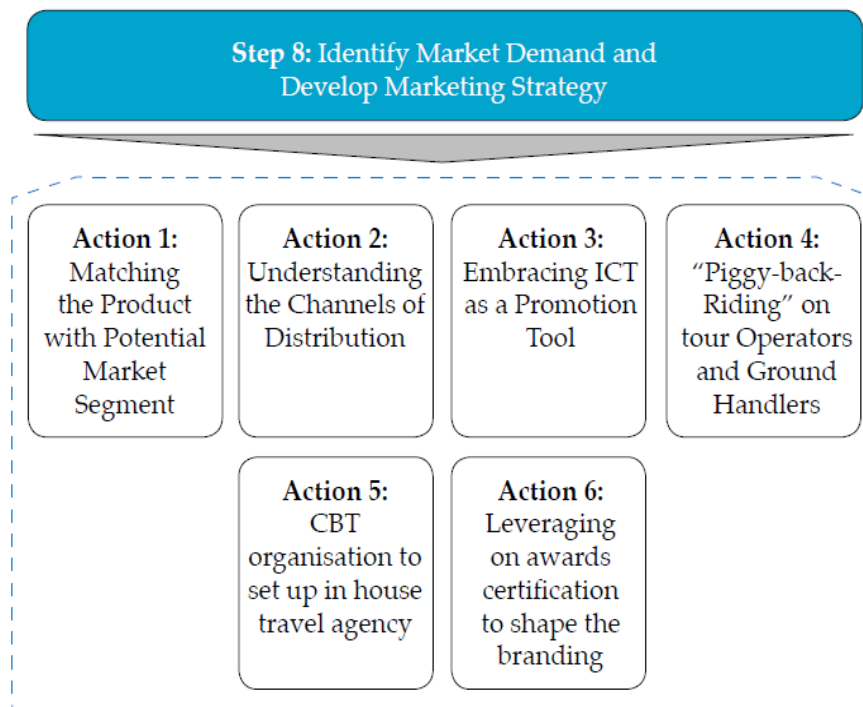 Step 8: Identify Market Demand and
Develop Marketing Strategy
Action 1:
Matching
the Product
with Potential
Market
Segment
Action 2:
Understanding
the Channels of
Distribution
Action 3:
Embracing ICT
as a Promotion
Tool
Action 4:
“Piggy-back-
Riding” on
tour Operators
and Ground
Handlers
Action 5:
CBT
organisation to
set up in house
travel agency
Action 6:
Leveraging
on awards
certification
to shape the
branding